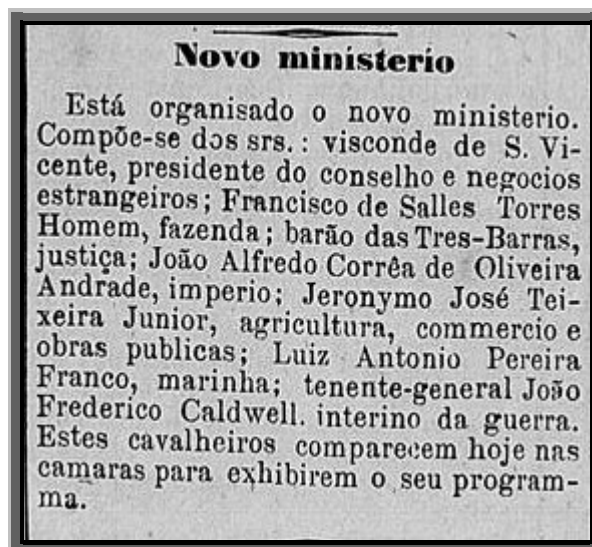 Novo ministerio
Está organisado o novo ministerio.
Compõe-se dos srs.: visconde de S. Vi-
cente, presidente do conselho e negocios
estrangeiros; Francisco de Salles Torres
Homem, fazenda; barão das Tres-Barras,
justiça; João Alfredo Corrêa de Oliveira
Andrade, imperio; Jeronymo José Tei-
xeira Junior, agricultura, commercio e
obras publicas; Luiz Antonio Pereira
Franco, marinha; tenente-general João
Frederico Caldwell. interino da guerra.
Estes cavalheiros comparecem hoje nas
camaras para exhibirem o seu program-
ma.